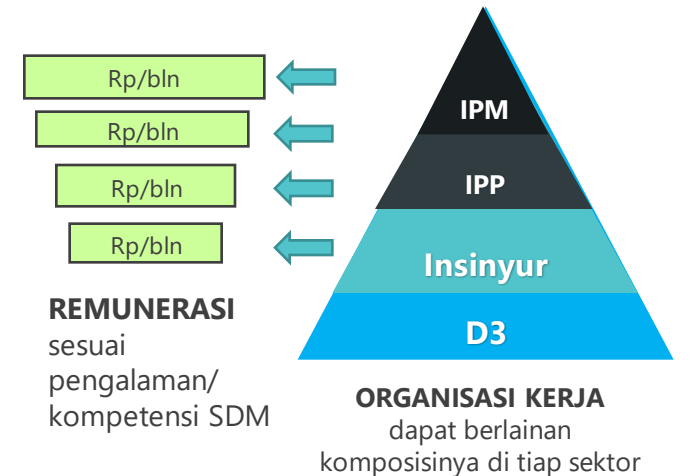 Rp/bln
Rp/bln
Rp/bln
Rp/bln
REMUNERASI
sesuai
pengalaman/
kompetensi SDM
IPM
IPP
Insinyur
D3
ORGANISASI KERJA
dapat berlainan
komposisinya di tiap sektor